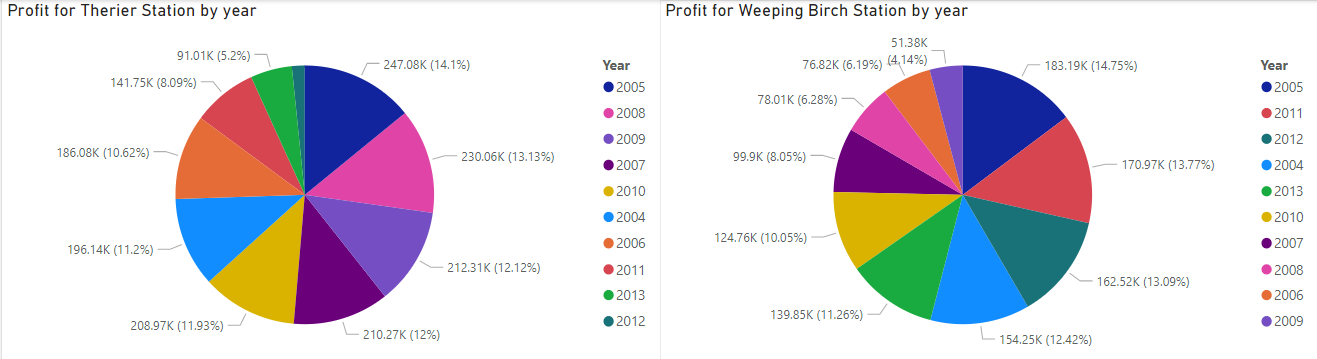 Profit for Therier Station by year
91.01K (5.2%)
247.08K (14.1%)
141.75K (8.09%)
230.06K (13.13%)
186.08K (10.62%)
196.14K (11.2%)
212.31K (12.12%)
208.97K (11.93%)
210.27K (12%)
Year
2005
2008
2009
2007
2010
2004
2006
2011
2013
2012
Profit for Weeping Birch Station by year
51.38K
(4.14%)
76.82K (6.19%)
183.19K (14.75%)
78.01K (6.28%)
170.97K (13.77%)
99.9K (8.05%)
124.76K (10.05%)
162.52K (13.09%)
139.85K (11.26%)
154.25K (12.42%)
Year
2005
2011
2012
2004
2013
2010
2007
2008
2006
2009